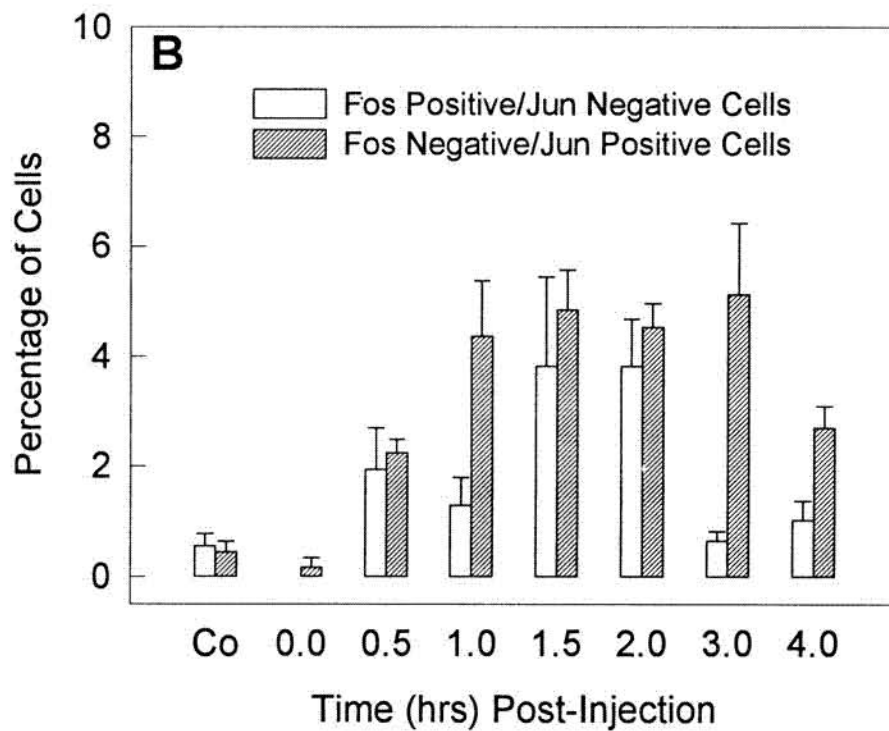 B
Fos Positive/Jun Negative Cells
Fos Negative/Jun Positive Cells
Percentage of Cells
10
8
6
4
2
0
Co 0.0 0.5 1.0 1.5 2.0 3.0 4.0
Time (hrs) Post-Injection